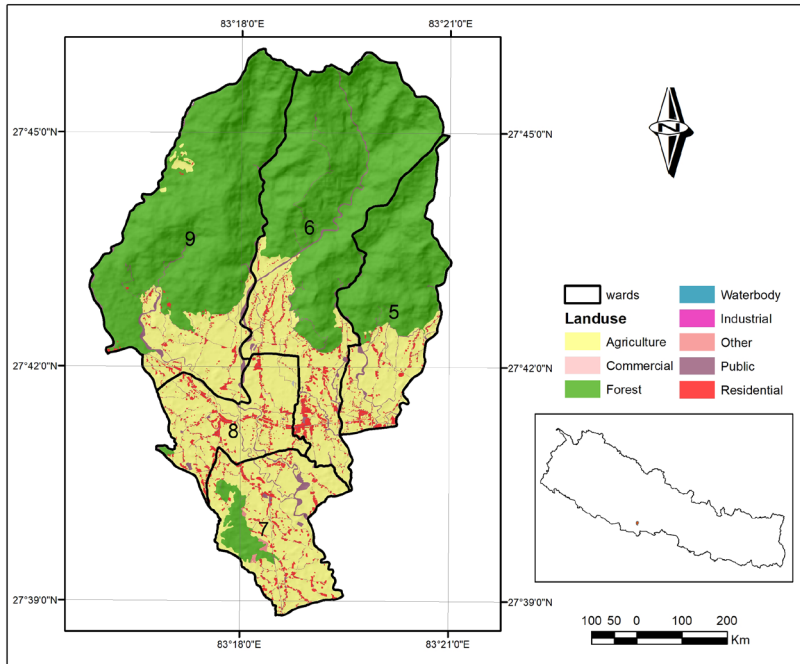 83°18'0"E 83°21'0"E
27°45'0"N 27°45'0"N
N
9
6
5
27°42'0"N 27°42'0"N
8
7
27°39'0"N 27°39'0"N
83°18'0"E 83°21'0"E
wards
Landuse
Agriculture
Commercial
Forest
Waterbody
Industrial
Other
Public
Residential
100 50 0 100 200
Km